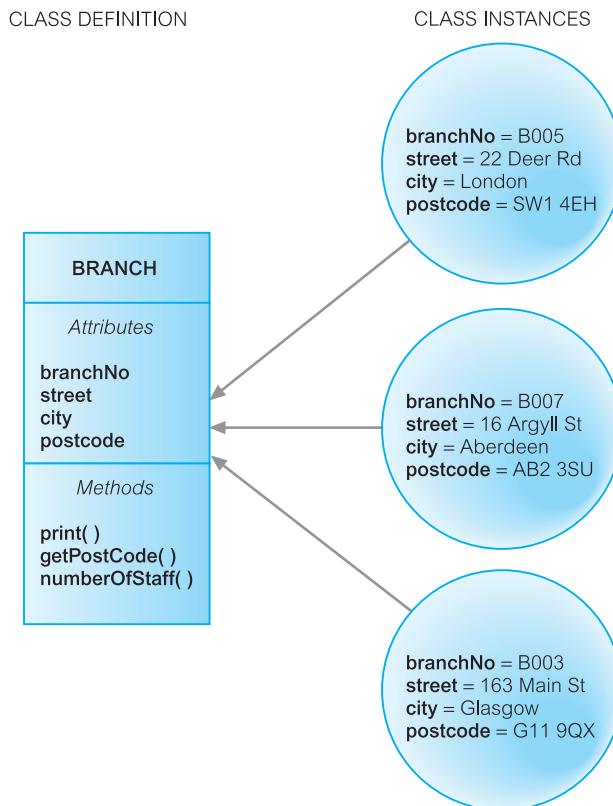 CLASS DEFINITION
CLASS INSTANCES
BRANCH
Attributes
branchNo
street
city
postcode
Methods
print( )
getPostCode( )
numberOfStaff( )
branchNo = B005
street = 22 Deer Rd
city = London
postcode = SW1 4EH
branchNo = B007
street = 16 Argyll St
city = Aberdeen
postcode = AB2 3SU
branchNo = B003
street = 163 Main St
city = Glasgow
postcode = G11 9QX